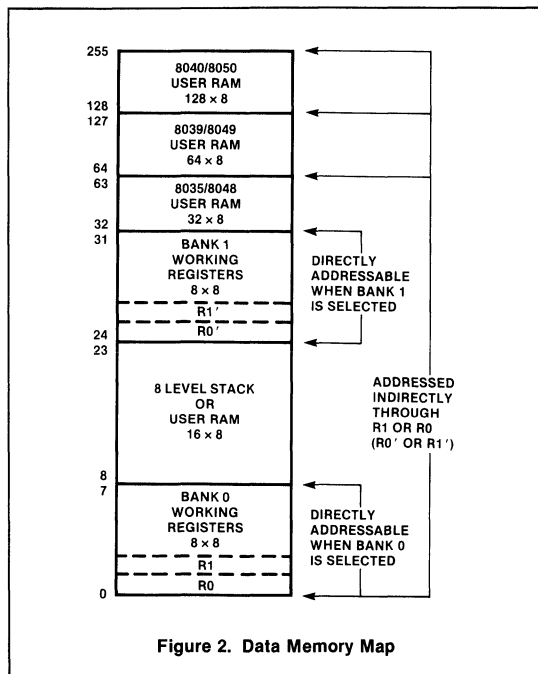 255
8040/8050
USER RAM
128 × 8
128
127
8039/8049
USER RAM
64 × 8
64
63
8035/8048
USER RAM
32 × 8
32
31
BANK 1
WORKING
REGISTERS
8 × 8
R1'
R0'
24
23
DIRECTLY
ADDRESSABLE
WHEN BANK 1
IS SELECTED
8 LEVEL STACK
OR
USER RAM
16 × 8
ADDRESSED
INDIRECTLY
THROUGH
R1 OR R0
(R0' OR R1')
8
7
BANK 0
WORKING
REGISTERS
8 × 8
R1
R0
0
DIRECTLY
ADDRESSABLE
WHEN BANK 0
IS SELECTED
Figure 2. Data Memory Map